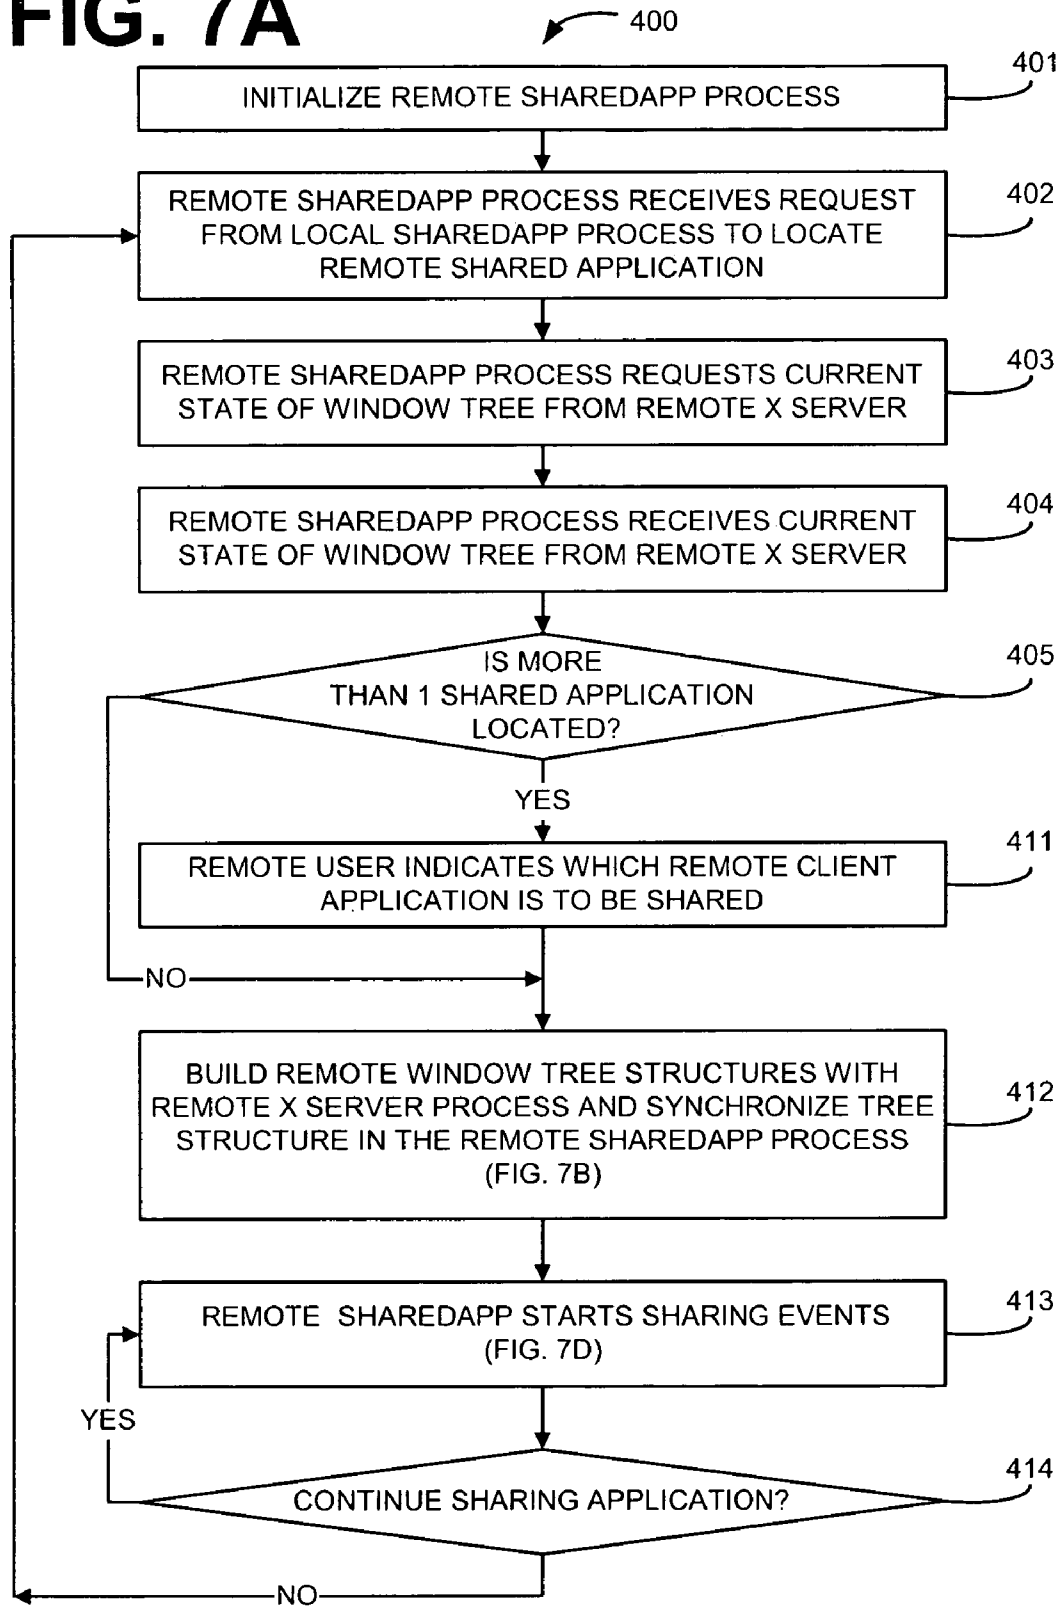 FIG. 7A
400
INITIALIZE REMOTE SHAREDAPP PROCESS
401
REMOTE SHAREDAPP PROCESS RECEIVES REQUEST
FROM LOCAL SHAREDAPP PROCESS TO LOCATE
REMOTE SHARED APPLICATION
402
REMOTE SHAREDAPP PROCESS REQUESTS CURRENT
STATE OF WINDOW TREE FROM REMOTE X SERVER
403
REMOTE SHAREDAPP PROCESS RECEIVES CURRENT
STATE OF WINDOW TREE FROM REMOTE X SERVER
404
IS MORE
THAN 1 SHARED APPLICATION
LOCATED?
405
YES
REMOTE USER INDICATES WHICH REMOTE CLIENT
APPLICATION IS TO BE SHARED
411
NO
BUILD REMOTE WINDOW TREE STRUCTURES WITH
REMOTE X SERVER PROCESS AND SYNCHRONIZE TREE
STRUCTURE IN THE REMOTE SHAREDAPP PROCESS
(FIG. 7B)
412
REMOTE SHAREDAPP STARTS SHARING EVENTS
(FIG. 7D)
413
YES
CONTINUE SHARING APPLICATION?
414
NO